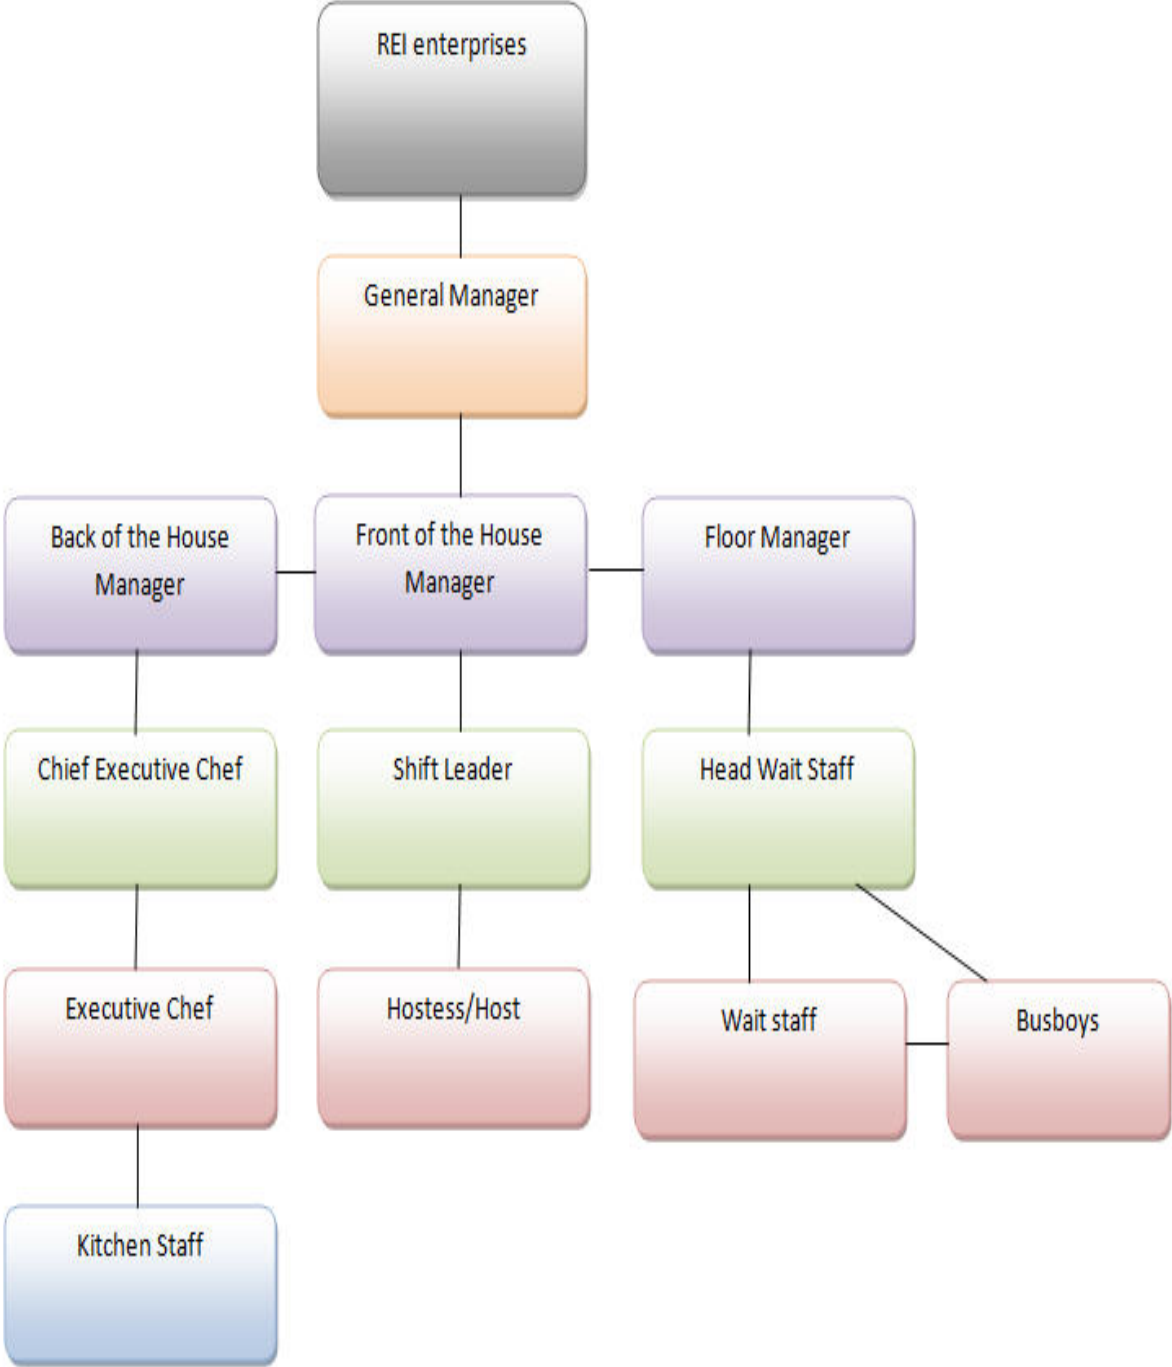 REI enterprises
General Manager
Back of the House
Manager
Front of the House
Manager
Floor Manager
Chief Executive Chef
Shift Leader
Head Wait Staff
Executive Chef
Hostess/Host
Wait staff
Busboys
Kitchen Staff